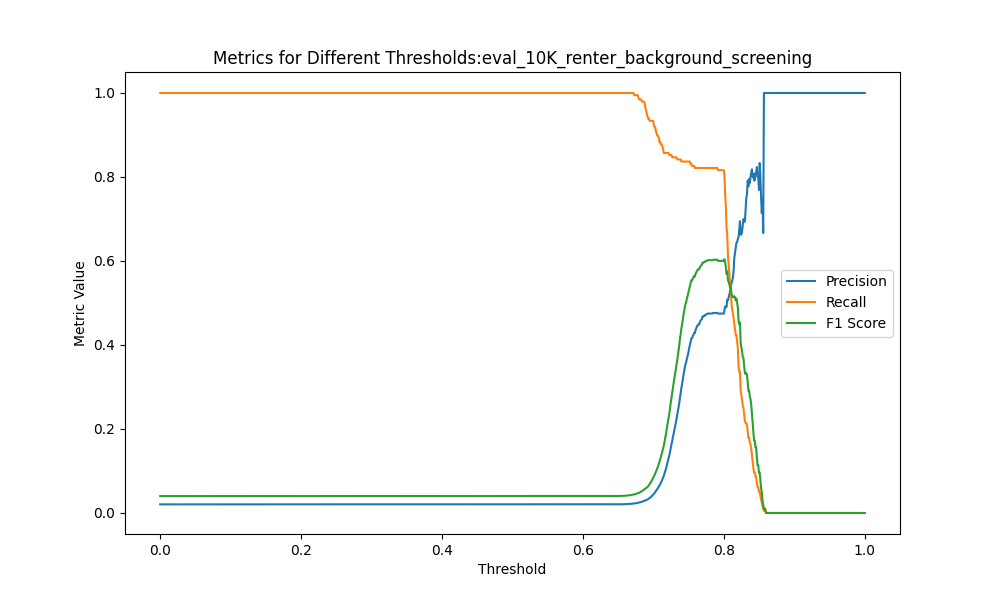 Metrics for Different Thresholds:eval_10K_renter_background_screening
Metric Value
1.0
0.8
0.6
0.4
0.2
0.0
Precision
Recall
F1 Score
0.0 0.2 0.4 0.6 0.8 1.0
Threshold